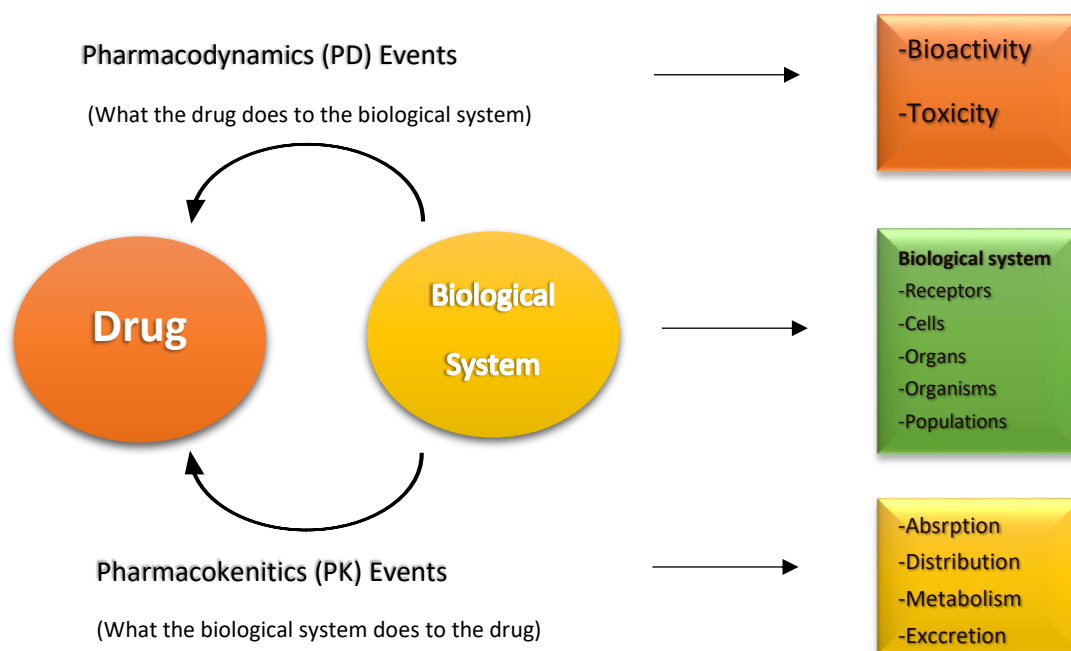 Pharmacodynamics (PD) Events
(What the drug does to the biological system)
-Bioactivity
-Toxicity
Drug
Biological
System
Biological system
-Receptors
-Cells
-Organs
-Organisms
-Populations
Pharmacokenitics (PK) Events
(What the biological system does to the drug)
-Absrption
-Distribution
-Metabolism
-Exccretion